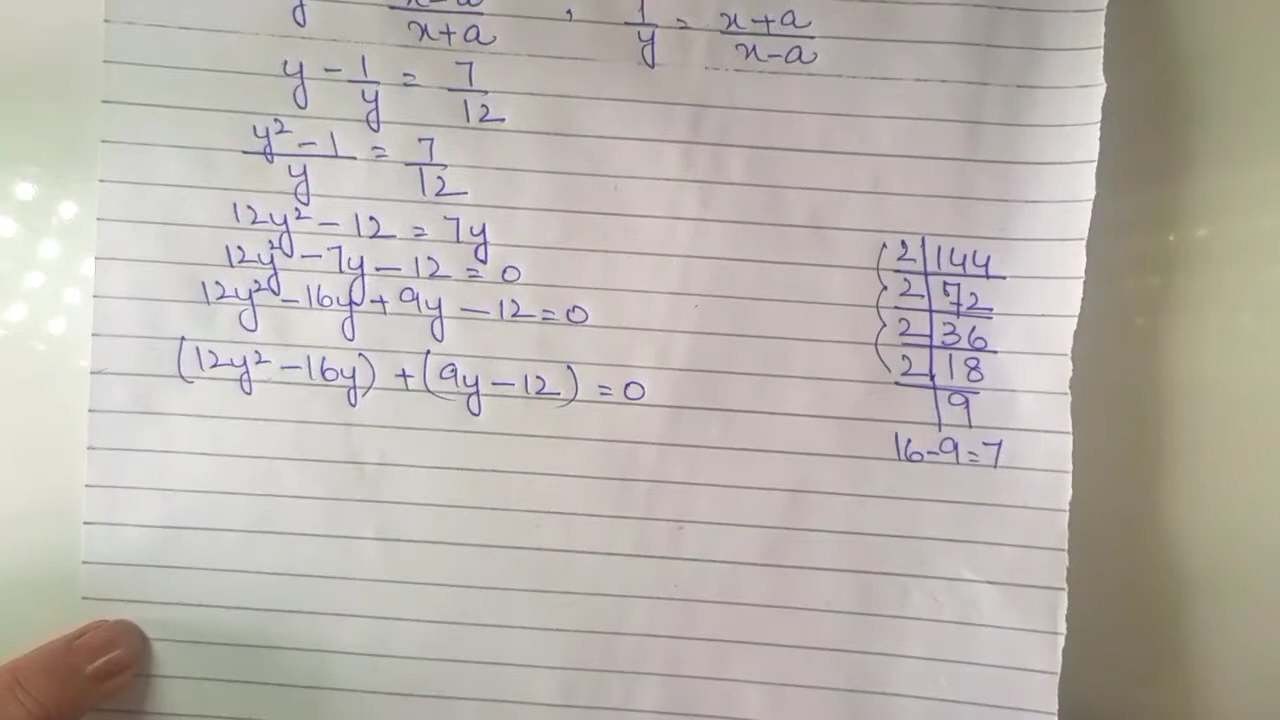 y x-a/x+a , 1/y = x+a/x-a
y - 1/y = 7/12
y² - 1/y = 7/12
12y² - 12 = 7y
12y² - 7y - 12 = 0
12y² - 16y + 9y - 12 = 0
(12y² - 16y) + (9y - 12) = 0
2 | 144
2 | 72
2 | 36
2 | 18
| 9
16-9=7